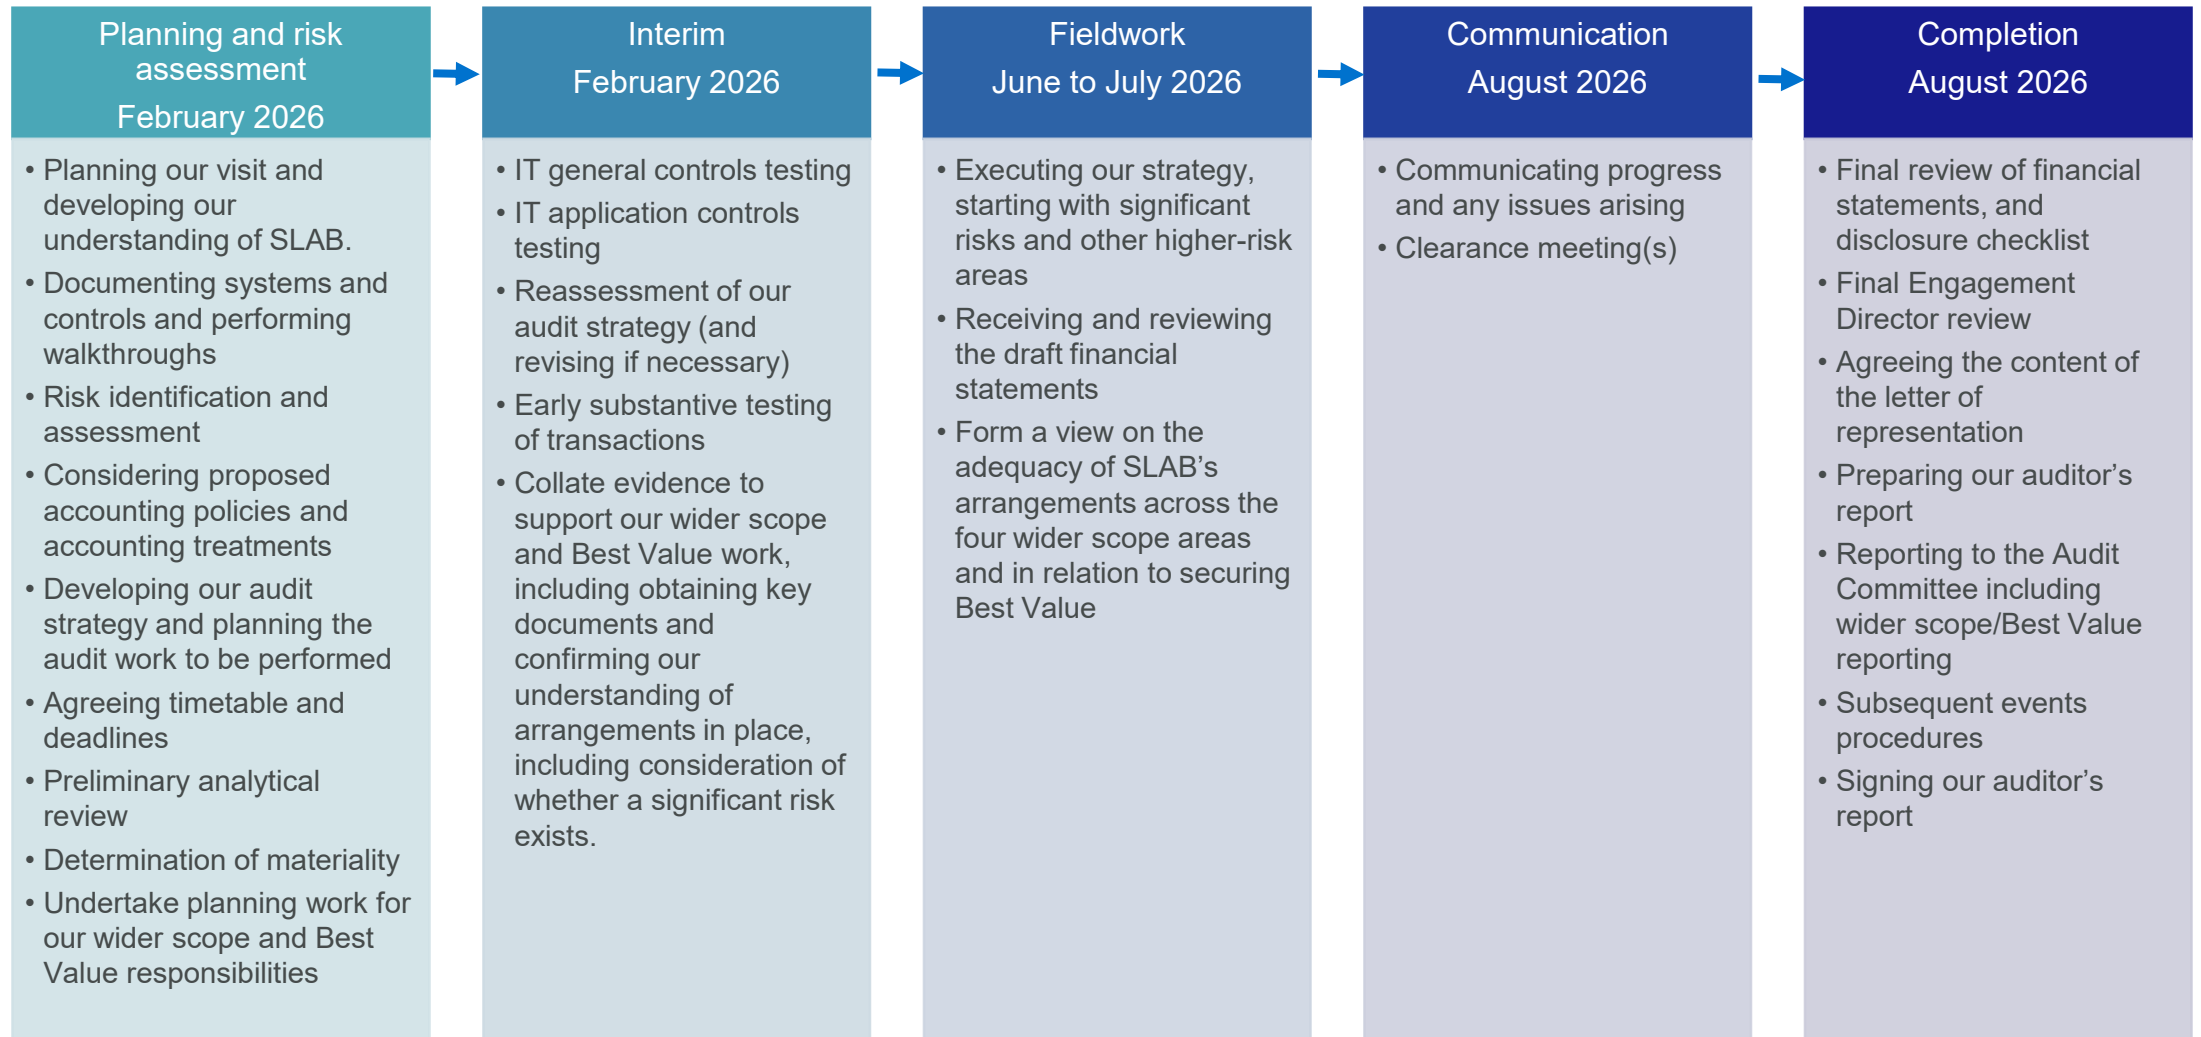 Planning and risk
assessment
February 2026
• Planning our visit and
developing our
understanding of SLAB.
• Documenting systems and
controls and performing
walkthroughs
• Risk identification and
assessment
• Considering proposed
accounting policies and
accounting treatments
• Developing our audit
strategy and planning the
audit work to be performed
• Agreeing timetable and
deadlines
• Preliminary analytical
review
• Determination of materiality
• Undertake planning work for
our wider scope and Best
Value responsibilities
Interim
February 2026
• IT general controls testing
• IT application controls
testing
• Reassessment of our
audit strategy (and
revising if necessary)
• Early substantive testing
of transactions
• Collate evidence to
support our wider scope
and Best Value work,
including obtaining key
documents and
confirming our
understanding of
arrangements in place,
including consideration of
whether a significant risk
exists.
Fieldwork
June to July 2026
• Executing our strategy,
starting with significant
risks and other higher-risk
areas
• Receiving and reviewing
the draft financial
statements
• Form a view on the
adequacy of SLAB’s
arrangements across the
four wider scope areas
and in relation to securing
Best Value
Communication
August 2026
• Communicating progress
and any issues arising
• Clearance meeting(s)
Completion
August 2026
• Final review of financial
statements, and
disclosure checklist
• Final Engagement
Director review
• Agreeing the content of
the letter of
representation
• Preparing our auditor’s
report
• Reporting to the Audit
Committee including
wider scope/Best Value
reporting
• Subsequent events
procedures
• Signing our auditor’s
report